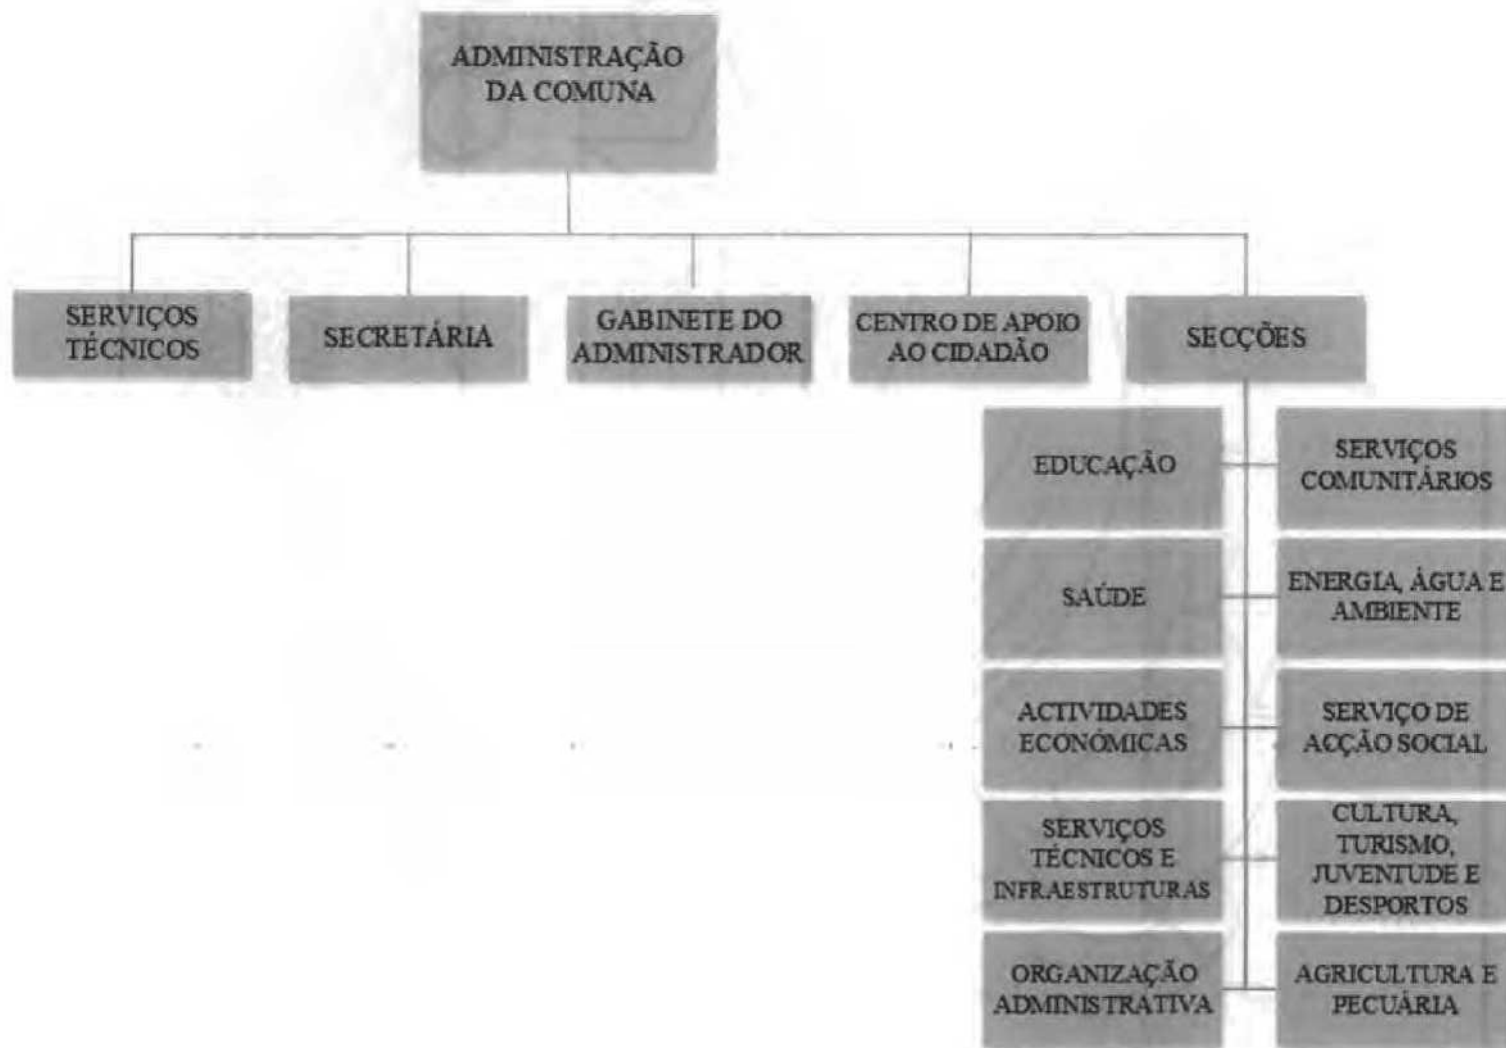 ADMINISTRAÇÃO
DA COMUNA
SERVIÇOS
TÉCNICOS
SECRETÁRIA
GABINETE DO
ADMINISTRADOR
CENTRO DE APOIO
AO CIDADÃO
SECÇÕES
EDUCAÇÃO
SERVIÇOS
COMUNITÁRIOS
SAÚDE
ENERGIA, ÁGUA E
AMBIENTE
ACTIVIDADES
ECONÓMICAS
SERVIÇO DE
ACÇÃO SOCIAL
SERVIÇOS
TÉCNICOS E
INFRAESTRUTURAS
CULTURA,
TURISMO,
JUVENTUDE E
DESPORTOS
ORGANIZAÇÃO
ADMINISTRATIVA
AGRICULTURA E
PECUÁRIA